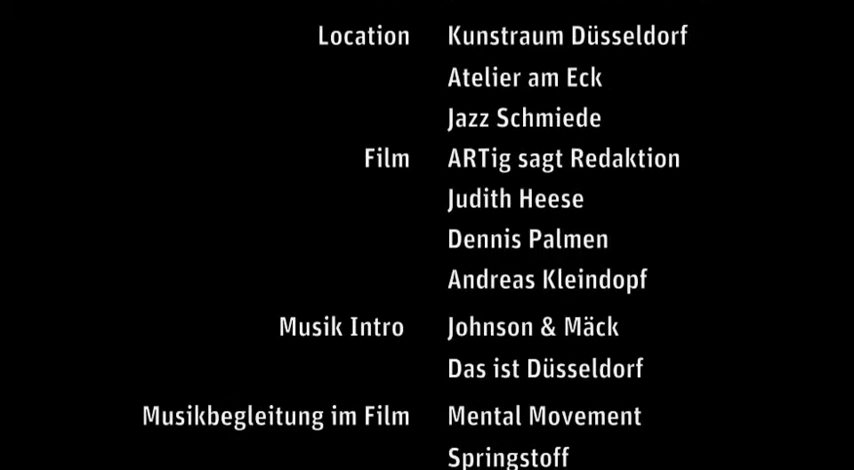 Location Kunstraum Düsseldorf
Atelier am Eck
Jazz Schmiede
Film ARTig sagt Redaktion
Judith Heese
Dennis Palmen
Andreas Kleindopf
Musik Intro Johnson & Mäck
Das ist Düsseldorf
Musikbegleitung im Film Mental Movement
Springstoff